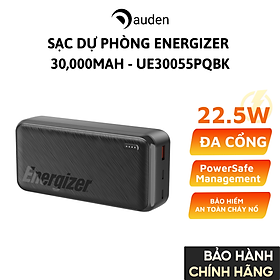 auden
SẠC DỰ PHÒNG ENERGIZER
30,000MAH - UE30055PQBK
22.5W
ĐA CỔNG
PowerSafe
Management
BẢO HIỂM
AN TOÀN CHÁY NỔ
Energizer
BẢO HÀNH
CHÍNH HÃNG